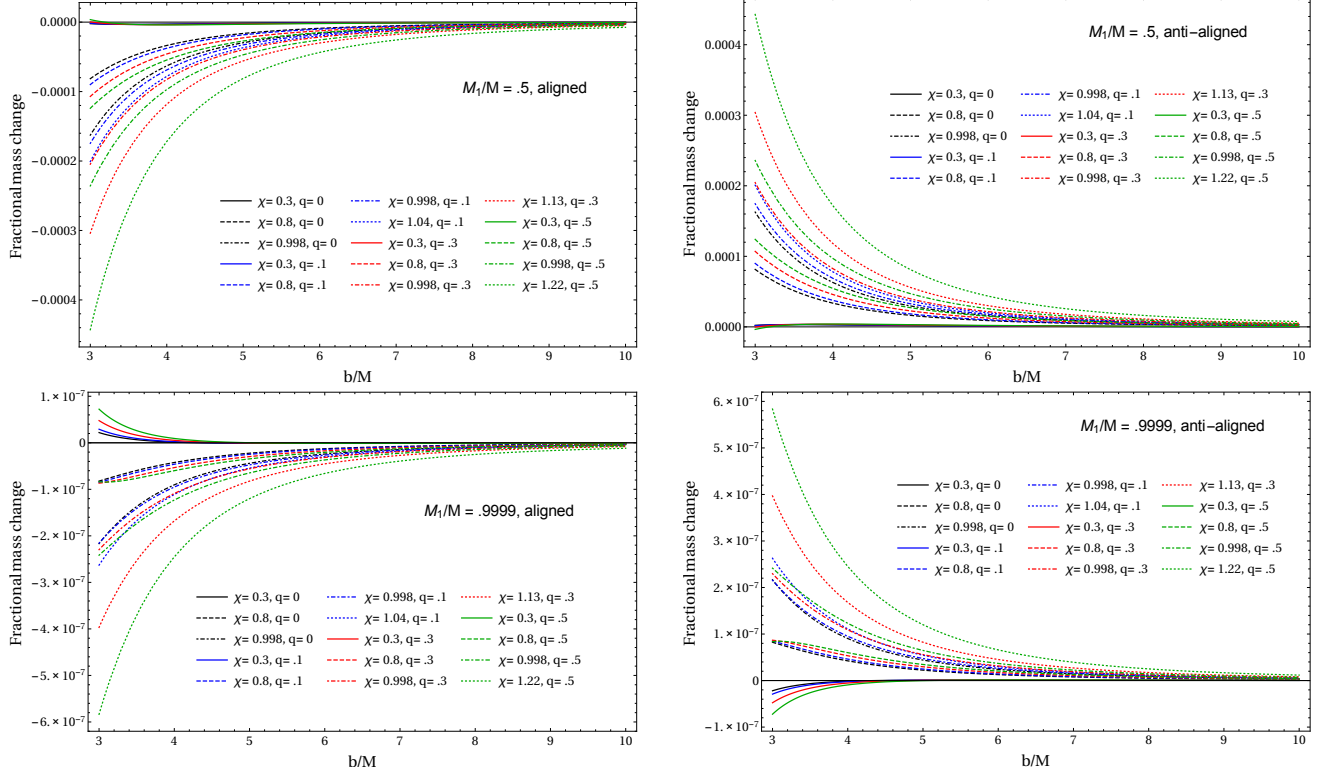 M₁/M = .5, aligned
Fractional mass change
0.0000
-0.0001
-0.0002
-0.0003
-0.0004
χ= 0.3, q= 0 χ= 0.998, q= .1 χ= 1.13, q= .3
χ= 0.8, q= 0 χ= 1.04, q= .1 χ= 0.3, q= .5
χ= 0.998, q= 0 χ= 0.3, q= .3 χ= 0.8, q= .5
χ= 0.3, q= .1 χ= 0.8, q= .3 χ= 0.998, q= .5
χ= 0.8, q= .1 χ= 0.998, q= .3 χ= 1.22, q= .5
3 4 5 6 7 8 9 10
b/M
M₁/M = .5, anti-aligned
Fractional mass change
0.0004
0.0003
0.0002
0.0001
0.0000
χ= 0.3, q= 0 χ= 0.998, q= .1 χ= 1.13, q= .3
χ= 0.8, q= 0 χ= 1.04, q= .1 χ= 0.3, q= .5
χ= 0.998, q= 0 χ= 0.3, q= .3 χ= 0.8, q= .5
χ= 0.3, q= .1 χ= 0.8, q= .3 χ= 0.998, q= .5
χ= 0.8, q= .1 χ= 0.998, q= .3 χ= 1.22, q= .5
3 4 5 6 7 8 9 10
b/M
M₁/M = .9999, aligned
Fractional mass change
1.×10⁻⁷
0
-1.×10⁻⁷
-2.×10⁻⁷
-3.×10⁻⁷
-4.×10⁻⁷
-5.×10⁻⁷
-6.×10⁻⁷
χ= 0.3, q= 0 χ= 0.998, q= .1 χ= 1.13, q= .3
χ= 0.8, q= 0 χ= 1.04, q= .1 χ= 0.3, q= .5
χ= 0.998, q= 0 χ= 0.3, q= .3 χ= 0.8, q= .5
χ= 0.3, q= .1 χ= 0.8, q= .3 χ= 0.998, q= .5
χ= 0.8, q= .1 χ= 0.998, q= .3 χ= 1.22, q= .5
3 4 5 6 7 8 9 10
b/M
M₁/M = .9999, anti-aligned
Fractional mass change
6.×10⁻⁷
5.×10⁻⁷
4.×10⁻⁷
3.×10⁻⁷
2.×10⁻⁷
1.×10⁻⁷
0
-1.×10⁻⁷
χ= 0.3, q= 0 χ= 0.998, q= .1 χ= 1.13, q= .3
χ= 0.8, q= 0 χ= 1.04, q= .1 χ= 0.3, q= .5
χ= 0.998, q= 0 χ= 0.3, q= .3 χ= 0.8, q= .5
χ= 0.3, q= .1 χ= 0.8, q= .3 χ= 0.998, q= .5
χ= 0.8, q= .1 χ= 0.998, q= .3 χ= 1.22, q= .5
3 4 5 6 7 8 9 10
b/M